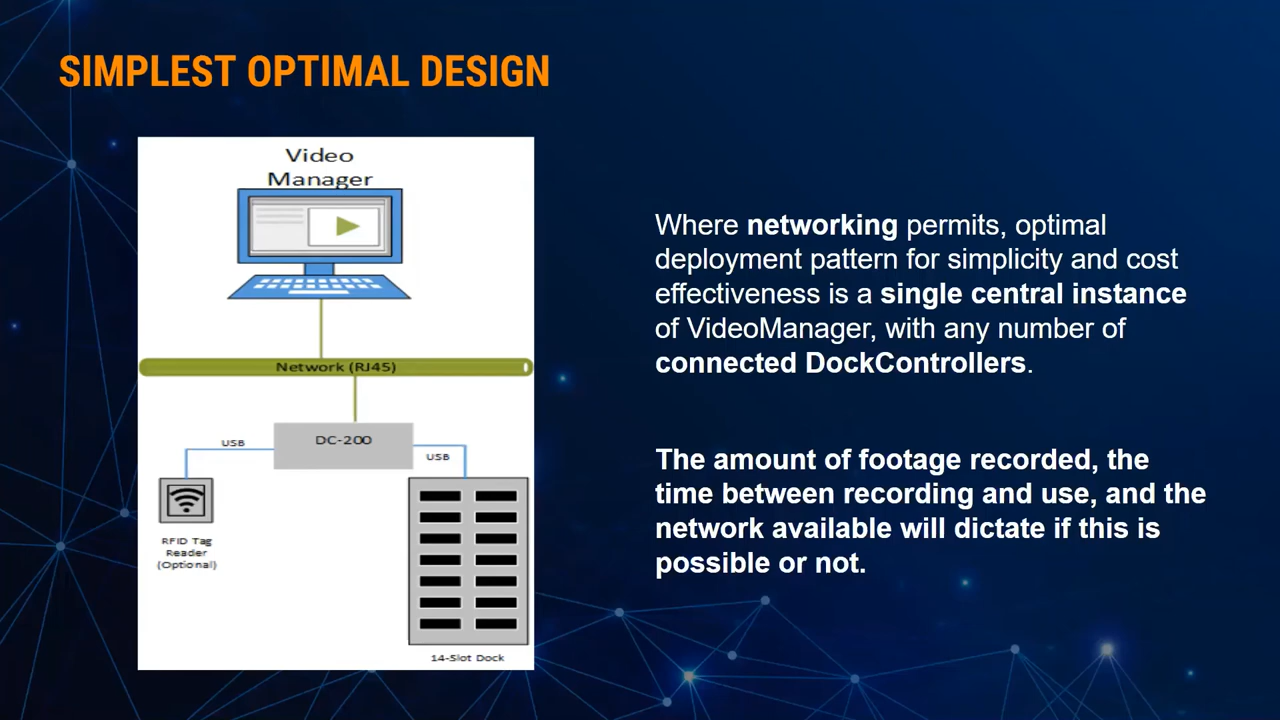 SIMPLEST OPTIMAL DESIGN
Video
Manager
Network (RJ45)
DC-200
USB
USB
RFID Tag
Reader
(Optional)
14-Slot Dock
Where networking permits, optimal
deployment pattern for simplicity and cost
effectiveness is a single central instance
of VideoManager, with any number of
connected DockControllers.
The amount of footage recorded, the
time between recording and use, and the
network available will dictate if this is
possible or not.